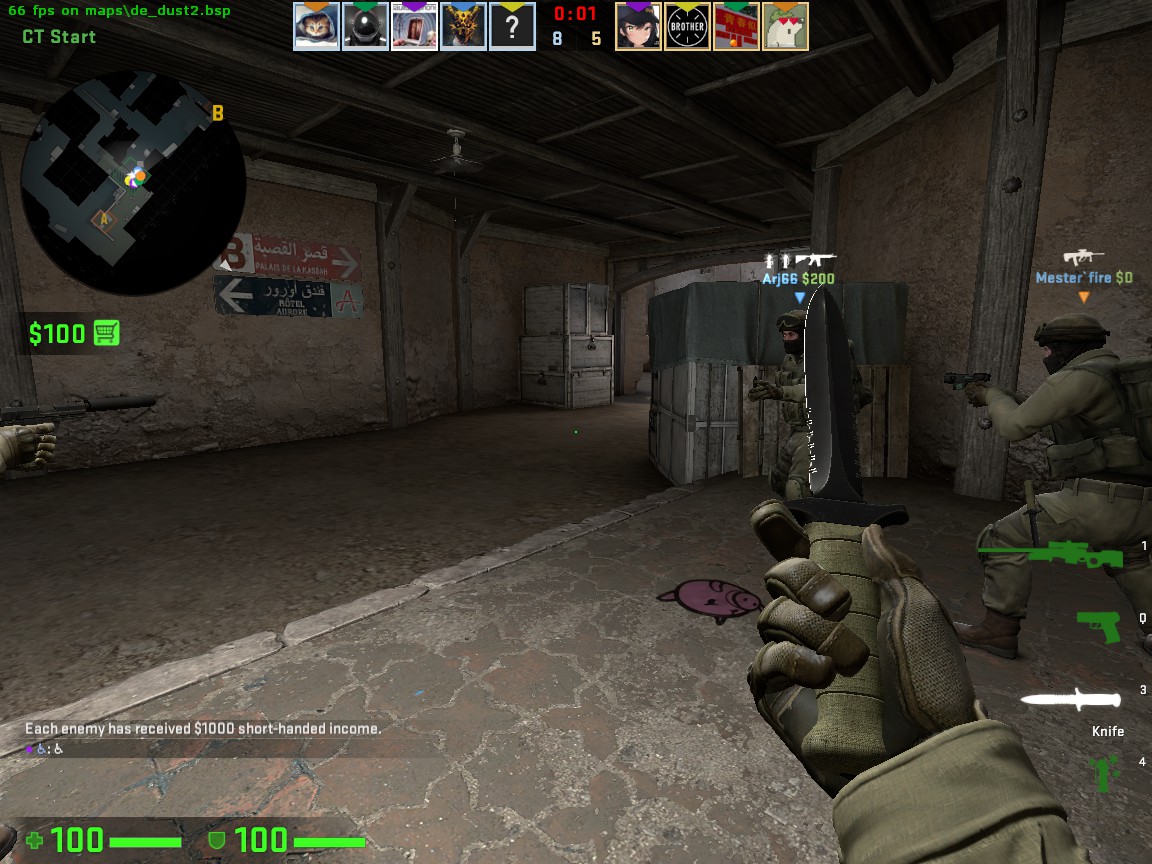 66 fps on maps\de_dust2.bsp
CT Start
?
0:01
8
5
BROTHER
B
A
B
قصر القصبة
PALAIS DE LA KASBAH
فندق أورور
HÔTEL
AURORE
A
Arj66 $200
Mester`fire $0
$100
1
Q
3
Knife
4
Each enemy has received $1000 short-handed income.
♿: ♿
100
100